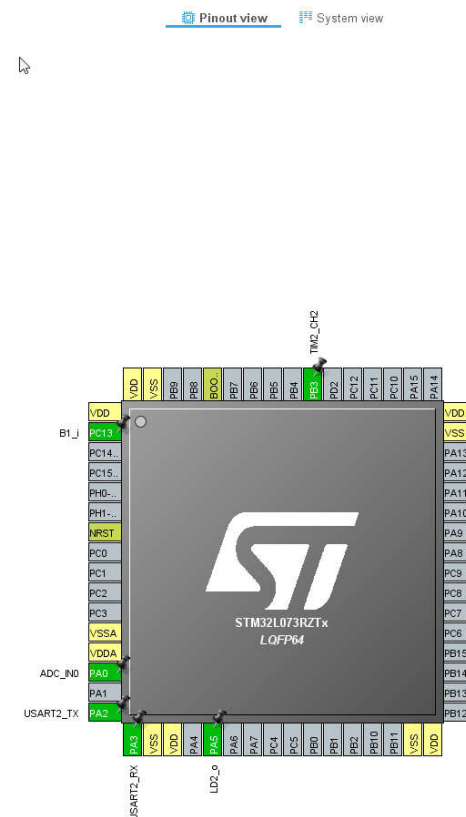 Pinout view
System view
TIM2_CH2
VDD
VSS
PB9
PB8
BOO..
PB7
PB6
PB5
PB4
PB3
PD2
PC12
PC11
PC10
PA15
PA14
VDD
PC13
B1_i
PC14..
PC15..
PH0-..
PH1-..
NRST
PC0
PC1
PC2
PC3
VSSA
VDDA
ADC_IN0
PA0
PA1
USART2_TX
PA2
STM32L073RZTx
LQFP64
VDD
VSS
PA13
PA12
PA11
PA10
PA9
PA8
PC9
PC8
PC7
PC6
PB15
PB14
PB13
PB12
PA3
VSS
VDD
PA4
PA5
PA6
PA7
PC4
PC5
PB0
PB1
PB2
PB10
PB11
VSS
VDD
USART2_RX
LD2_o